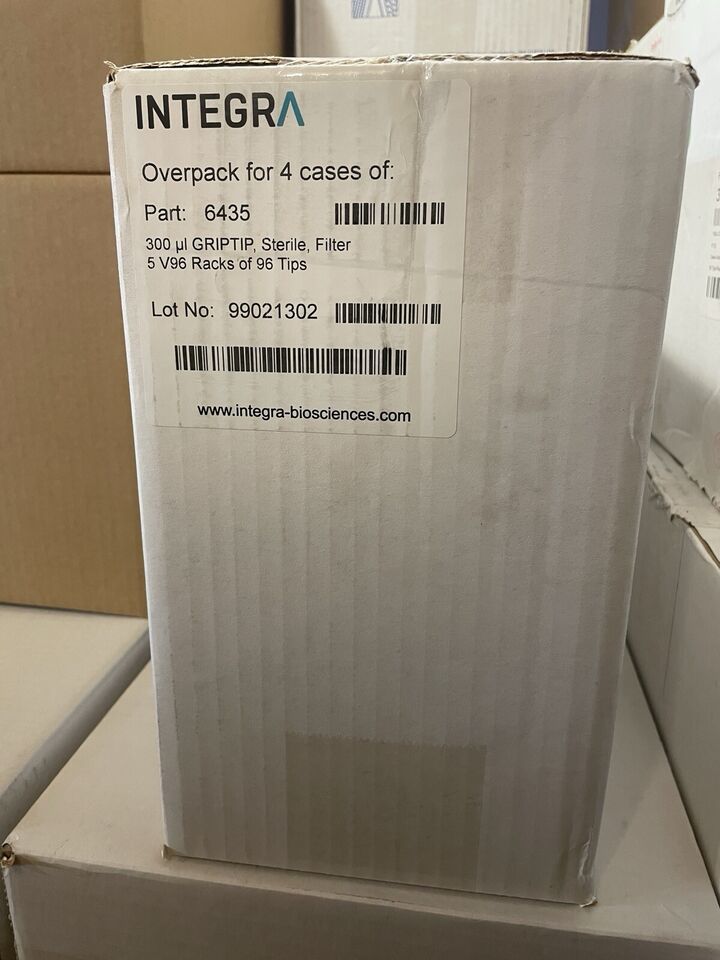 INTEGRA
Overpack for 4 cases of:
Part: 6435
300 µl GRIPTIP, Sterile, Filter
5 V96 Racks of 96 Tips
Lot No: 99021302
www.integra-biosciences.com